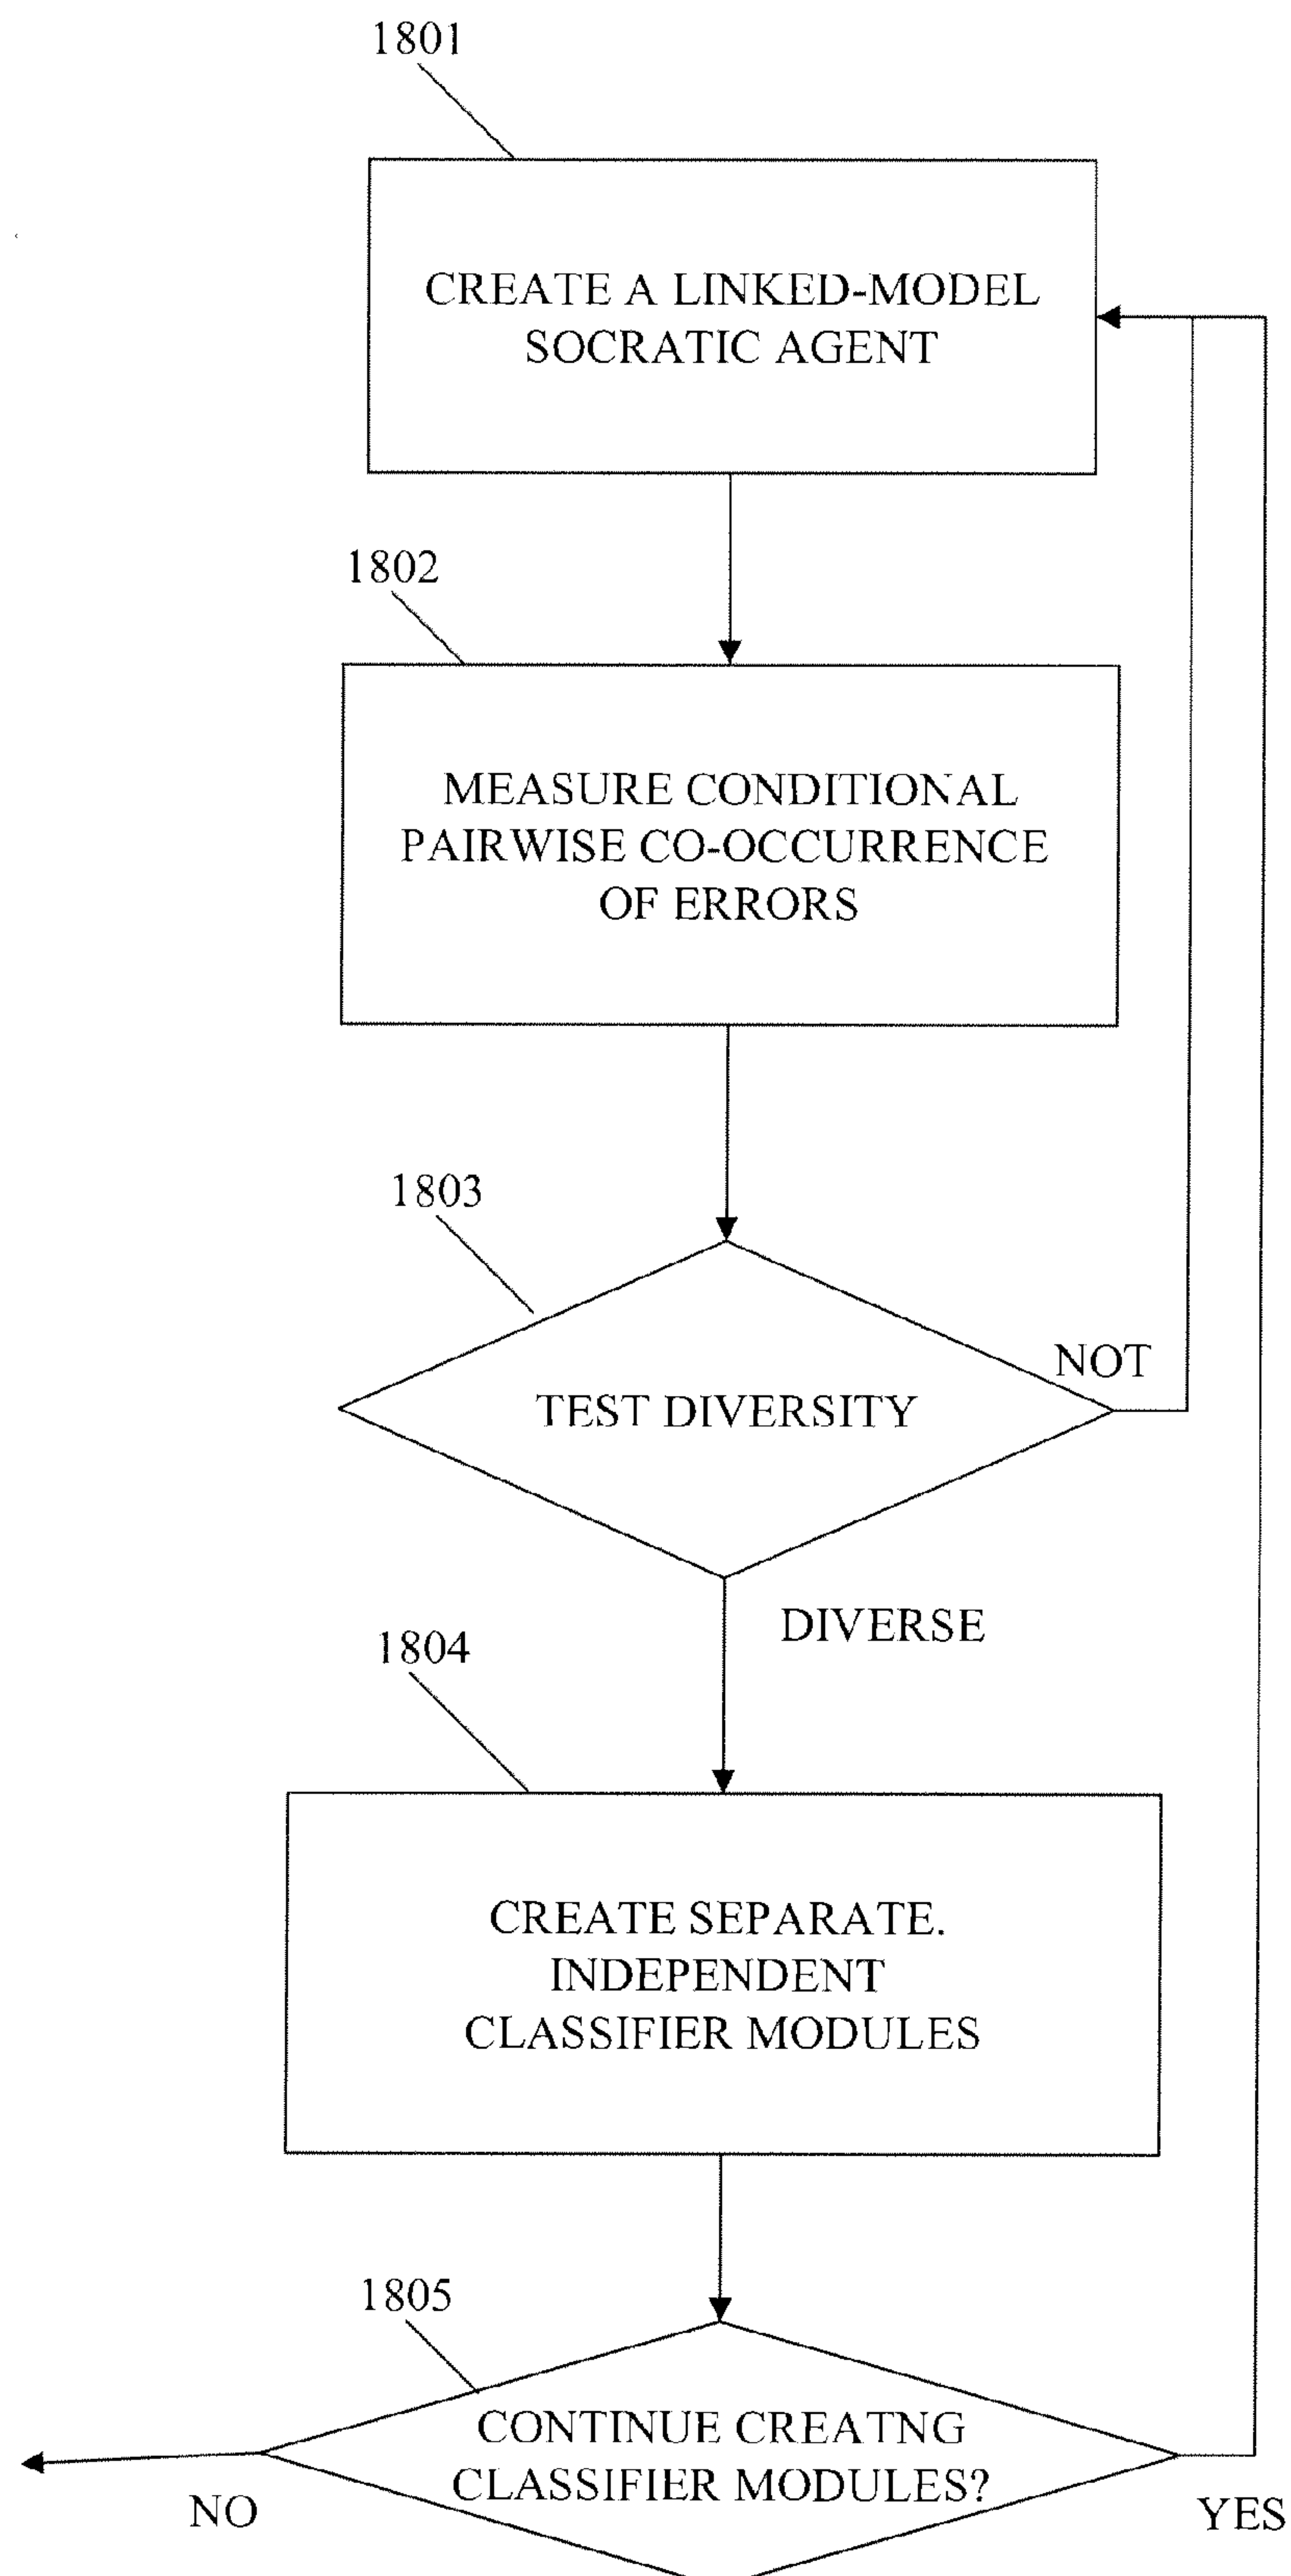 1801
CREATE A LINKED-MODEL
SOCRATIC AGENT
1802
MEASURE CONDITIONAL
PAIRWISE CO-OCCURRENCE
OF ERRORS
1803
NOT
TEST DIVERSITY
DIVERSE
1804
CREATE SEPARATE.
INDEPENDENT
CLASSIFIER MODULES
1805
CONTINUE CREATNG
CLASSIFIER MODULES?
NO
YES